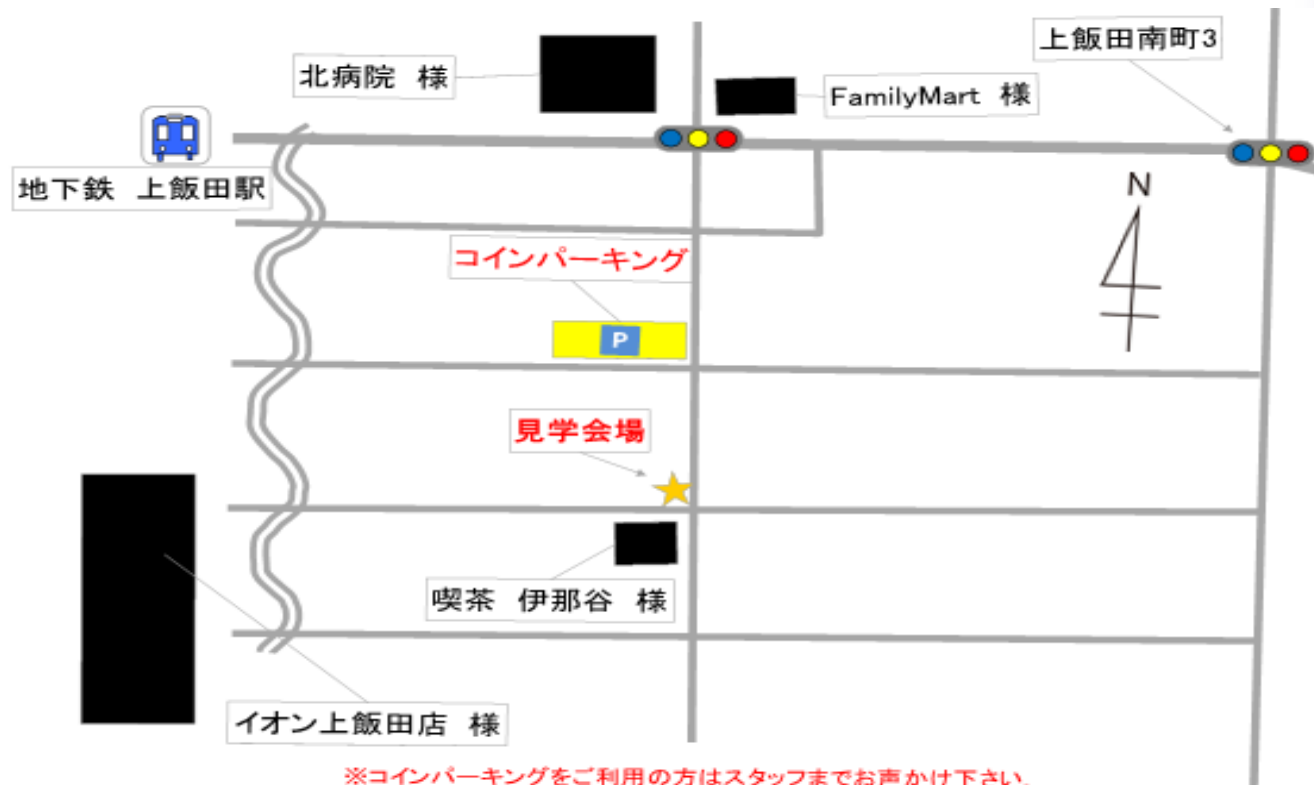 上飯田南町3
北病院 様
FamilyMart 様
地下鉄 上飯田駅
N
コインパーキング
P
見学会場
喫茶 伊那谷 様
イオン上飯田店 様
※コインパーキングをご利用の方はスタッフまでお声かけ下さい。